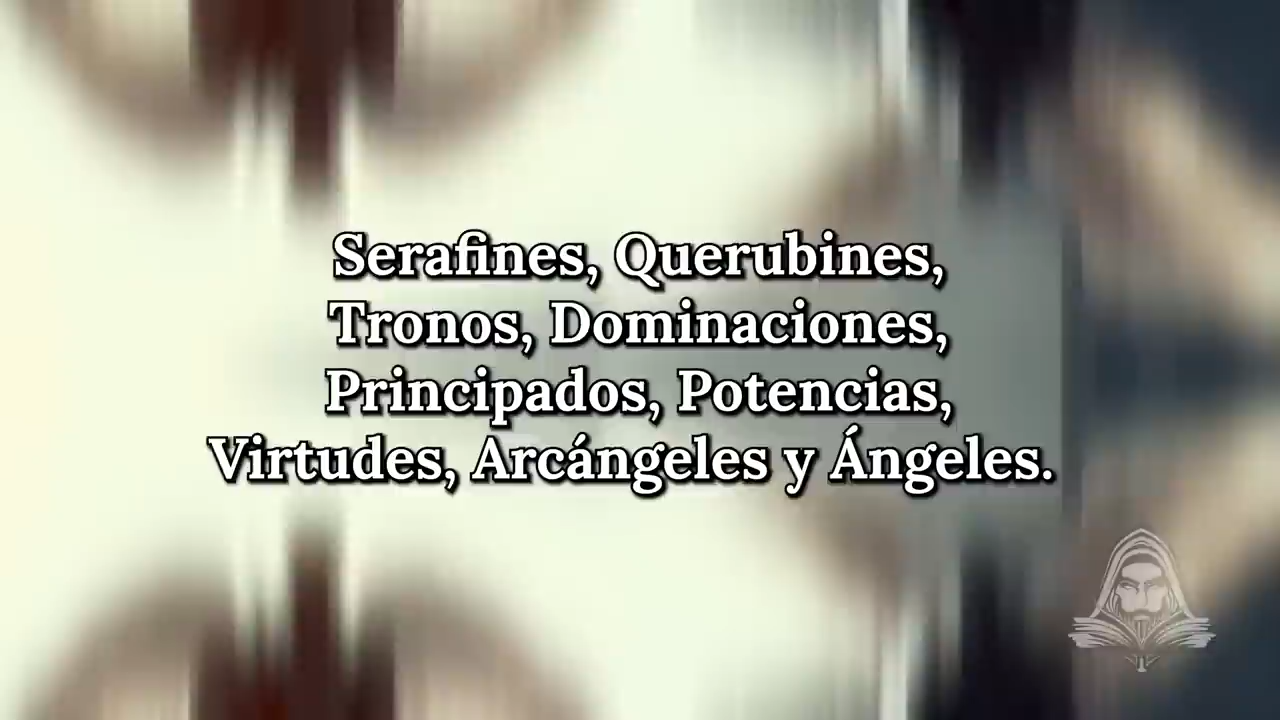 Serafines, Querubines,
Tronos, Dominaciones,
Principados, Potencias,
Virtudes, Arcángeles y Ángeles.